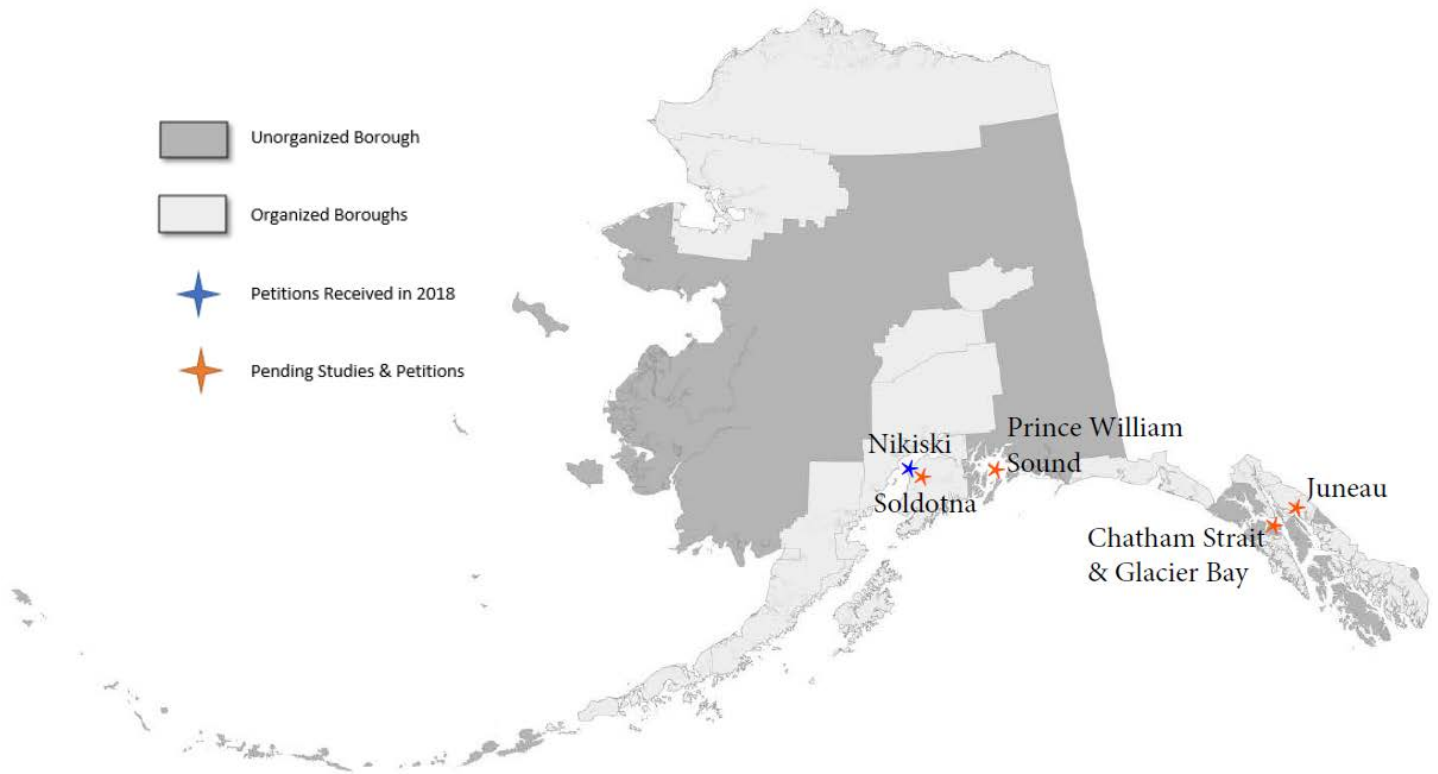 Unorganized Borough
Organized Boroughs
Petitions Received in 2018
Pending Studies & Petitions
Nikiski
Soldotna
Prince William
Sound
Juneau
Chatham Strait
& Glacier Bay